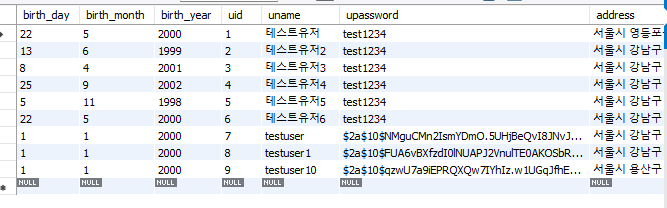 birth_day birth_month birth_year uid uname upassword address
22 5 2000 1 테스트유저 test1234 서울시 영등포
13 6 1999 2 테스트유저2 test1234 서울시 강남구
8 4 2001 3 테스트유저3 test1234 서울시 강남구
25 9 2002 4 테스트유저4 test1234 서울시 강남구
5 11 1998 5 테스트유저5 test1234 서울시 강남구
22 5 2000 6 테스트유저6 test1234 서울시 강남구
1 1 2000 7 testuser $2a$10$NMguCMn2IsmYDmO.5UHjBeQvI8JNvJ... 서울시 강남구
1 1 2000 8 testuser1 $2a$10$FUA6vBXfzdI0lNUAPJ2VnulTE0AKOSbR... 서울시 강남구
1 1 2000 9 testuser10 $2a$10$qzwU7a9iEPRQXQw7IYhIz.w1UGqJfhE... 서울시 용산구
NULL NULL NULL NULL NULL NULL NULL